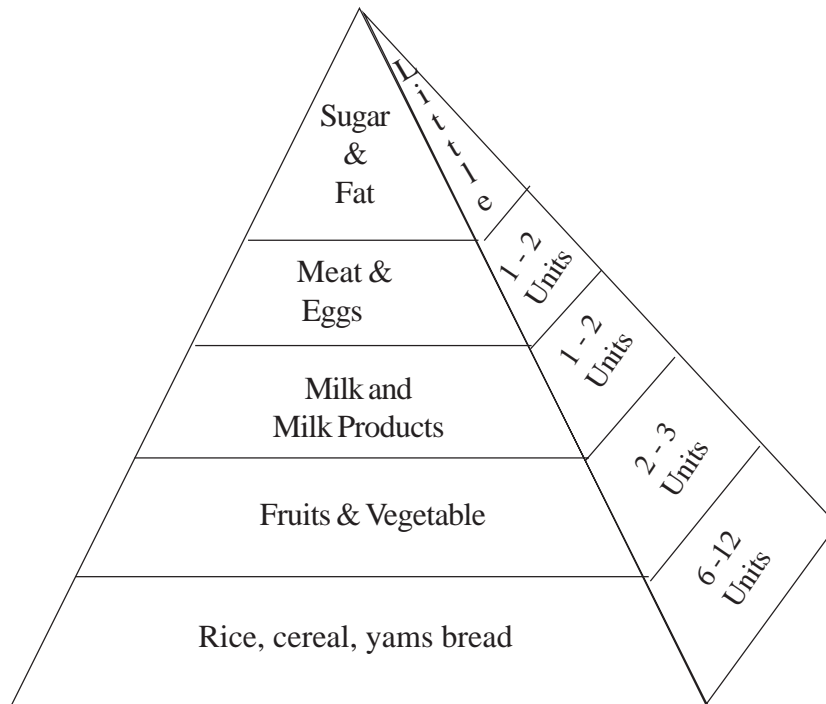 Sugar
&
Fat
Little
Meat &
Eggs
1 - 2
Units
Milk and
Milk Products
1 - 2
Units
Fruits & Vegetable
2 - 3
Units
Rice, cereal, yams bread
6 -12
Units